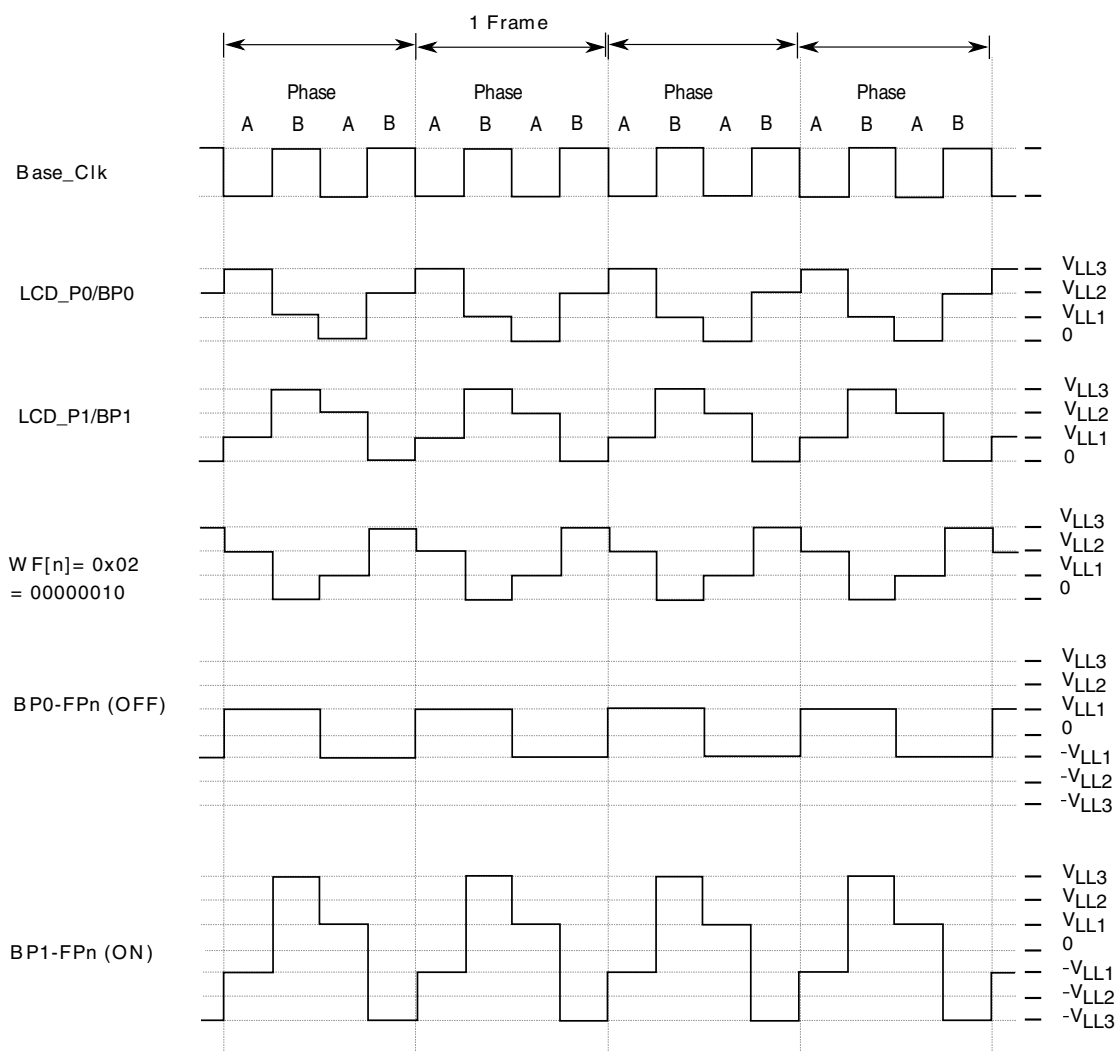 1 Frame
Phase Phase Phase Phase
A B A B A B A B A B A B A B A B
Base_Clk
LCD_P0/BP0
VLL3
VLL2
VLL1
0
LCD_P1/BP1
VLL3
VLL2
VLL1
0
WF[n]= 0x02
= 00000010
VLL3
VLL2
VLL1
0
BP0-FPn (OFF)
VLL3
VLL2
VLL1
0
-VLL1
-VLL2
-VLL3
BP1-FPn (ON)
VLL3
VLL2
VLL1
0
-VLL1
-VLL2
-VLL3